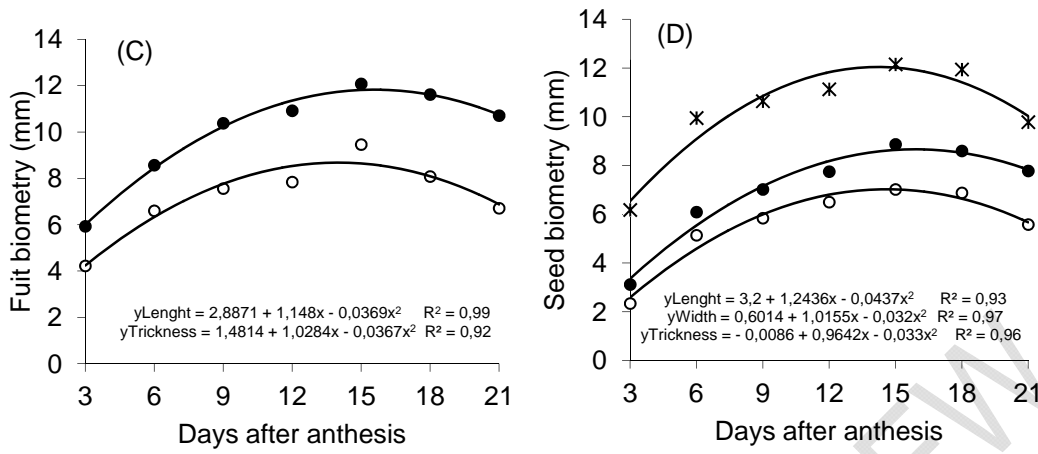 (C)
Fuit biometry (mm)
14
12
10
8
6
4
2
0
yLenght = 2,8871 + 1,148x - 0,0369x² R² = 0,99
yTrickness = 1,4814 + 1,0284x - 0,0367x² R² = 0,92
3 6 9 12 15 18 21
Days after anthesis
(D)
Seed biometry (mm)
14
12
10
8
6
4
2
0
yLenght = 3,2 + 1,2436x - 0,0437x² R² = 0,93
yWidth = 0,6014 + 1,0155x - 0,032x² R² = 0,97
yTrickness = - 0,0086 + 0,9642x - 0,033x² R² = 0,96
3 6 9 12 15 18 21
Days after anthesis